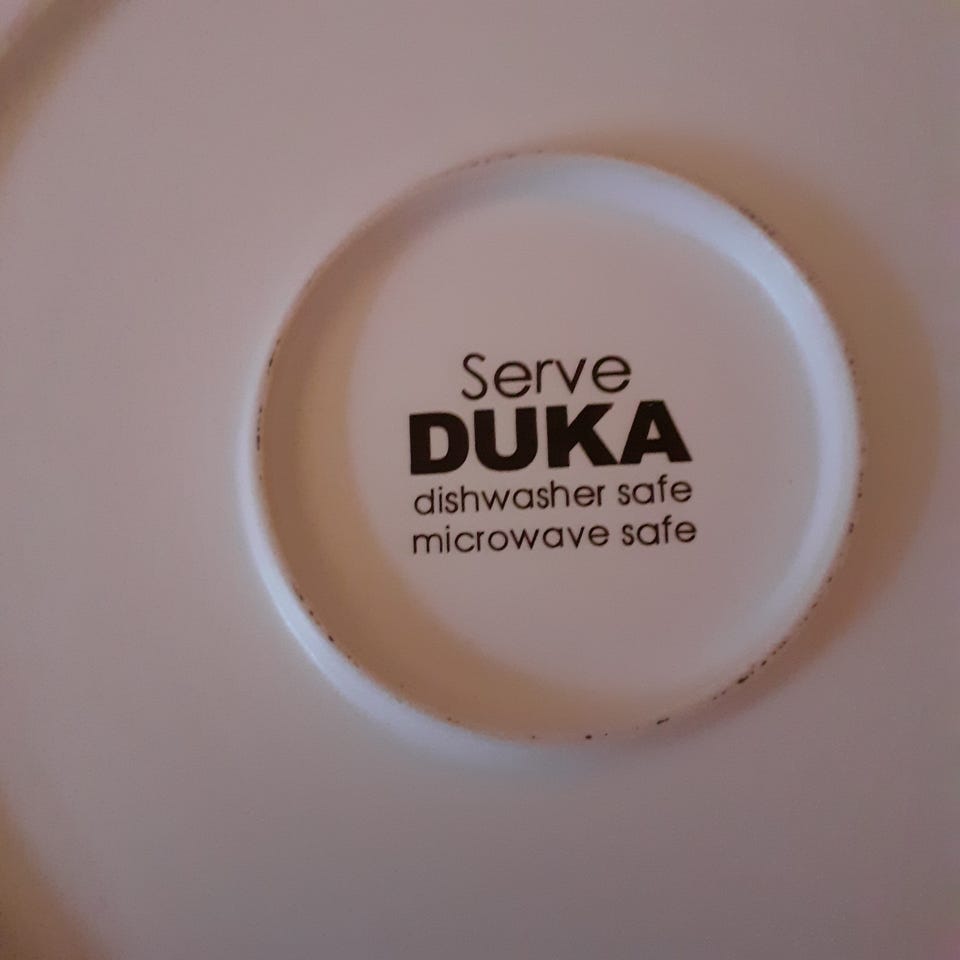 Serve
DUKA
dishwasher safe
microwave safe